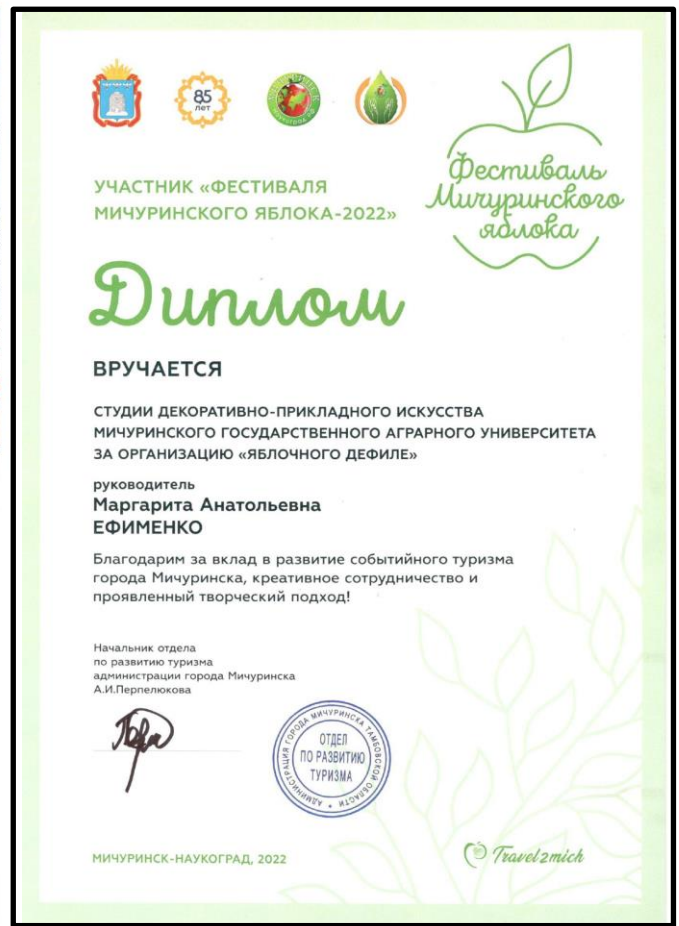 85
лет
Фестиваль
Мичуринского
яблока
УЧАСТНИК «ФЕСТИВАЛЯ
МИЧУРИНСКОГО ЯБЛОКА-2022»
Диплом
ВРУЧАЕТСЯ
СТУДИИ ДЕКОРАТИВНО-ПРИКЛАДНОГО ИСКУССТВА
МИЧУРИНСКОГО ГОСУДАРСТВЕННОГО АГРАРНОГО УНИВЕРСИТЕТА
ЗА ОРГАНИЗАЦИЮ «ЯБЛОЧНОГО ДЕФИЛЕ»
руководитель
Маргарита Анатольевна
ЕФИМЕНКО
Благодарим за вклад в развитие событийного туризма
города Мичуринска, креативное сотрудничество и
проявленный творческий подход!
Начальник отдела
по развитию туризма
администрации города Мичуринска
А.И.Перпелюкова
АДМИНИСТРАЦИЯ ГОРОДА МИЧУРИНСКА ТАМБОВСКОЙ ОБЛАСТИ
ОТДЕЛ
ПО РАЗВИТИЮ
ТУРИЗМА
МИЧУРИНСК-НАУКОГРАД, 2022
Travel2mich